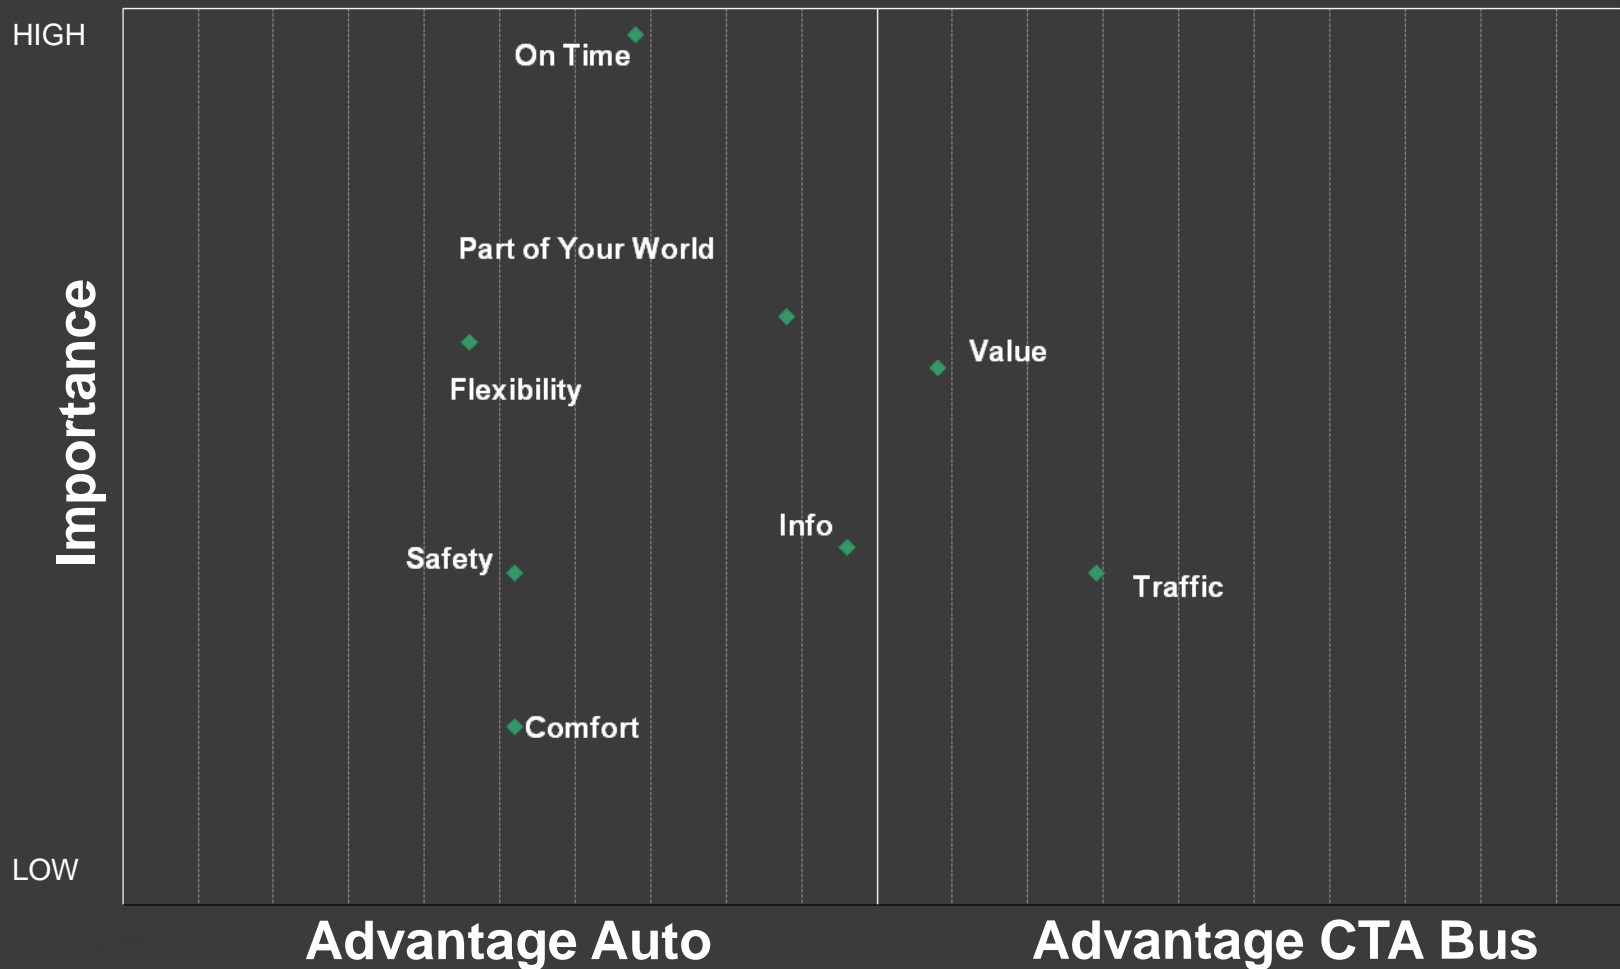 HIGH
On Time
Part of Your World
Value
Flexibility
Importance
Info
Safety
Traffic
Comfort
LOW
0
Advantage Auto
Advantage CTA Bus